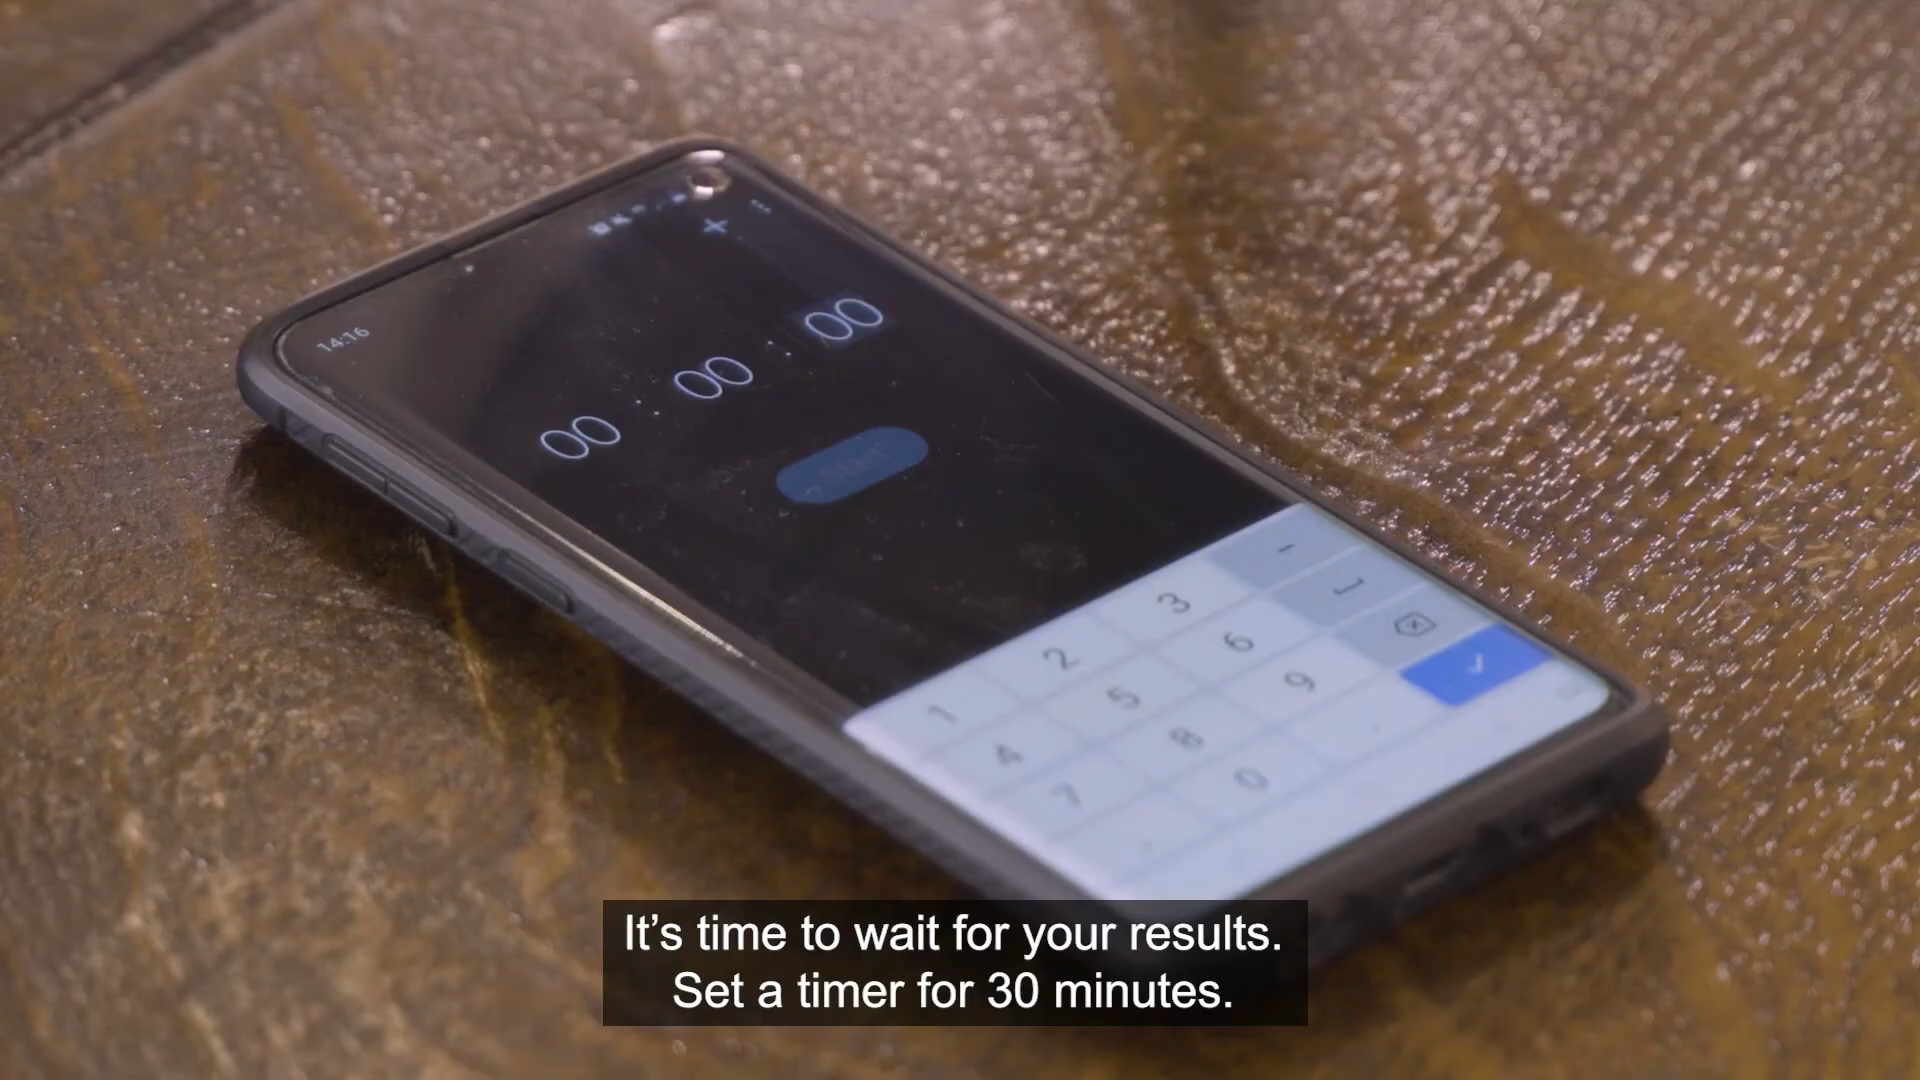 14:16
00 : 00 : 00
Start
1 2 3 -
4 5 6
7 8 9
0 .
It’s time to wait for your results.
Set a timer for 30 minutes.